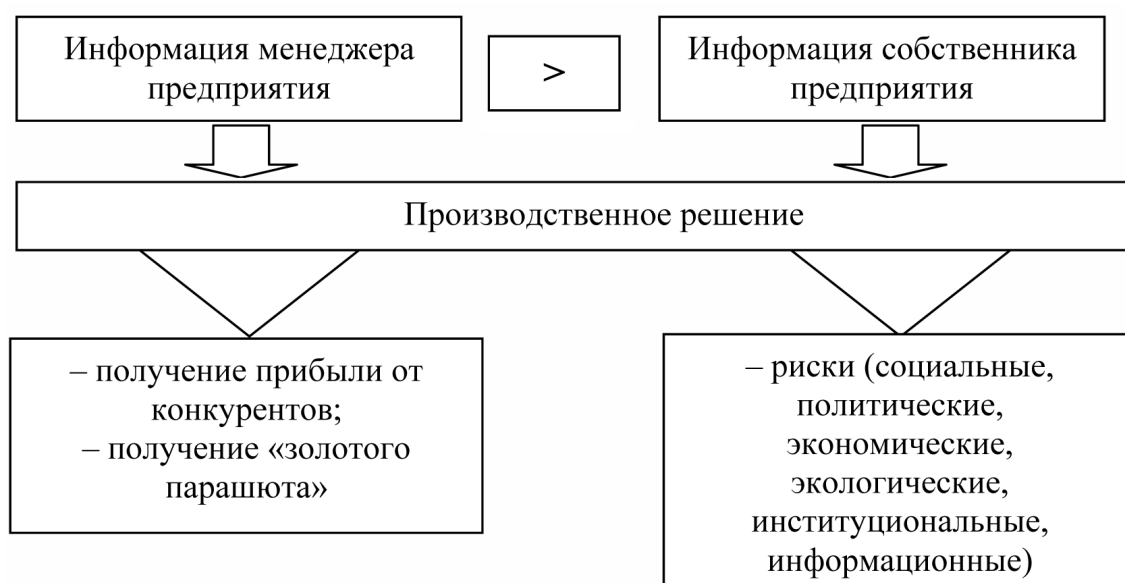 Информация менеджера
предприятия
>
Информация собственника
предприятия
Производственное решение
– получение прибыли от
конкурентов;
– получение «золотого
парашюта»
– риски (социальные,
политические,
экономические,
экологические,
институциональные,
информационные)